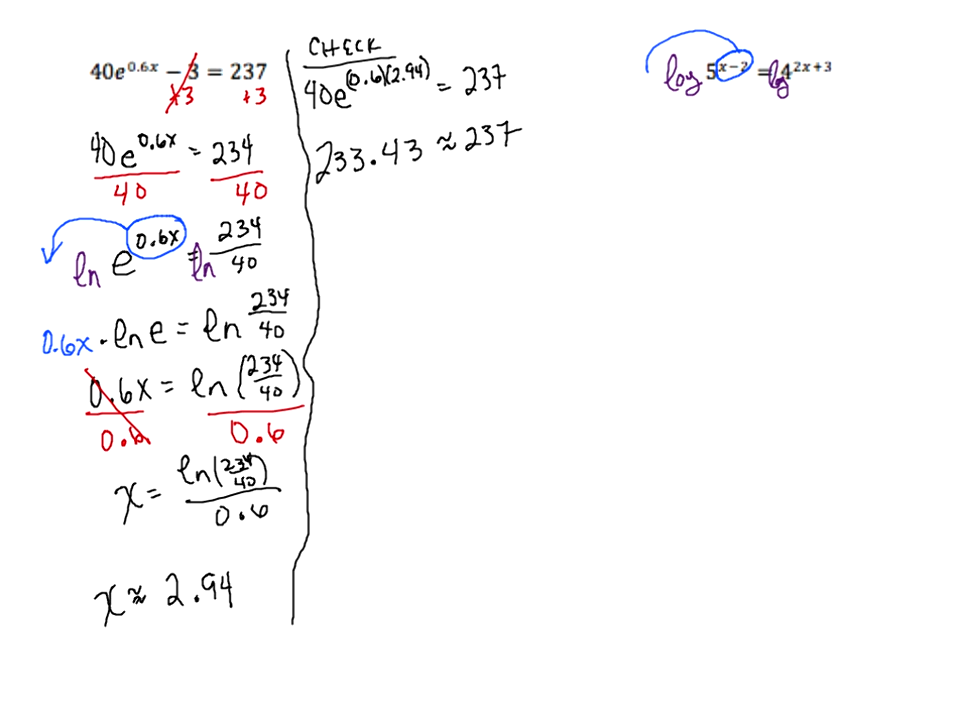 40e^0.6x − 3 = 237
+3 +3
40e^0.6x = 234
40 40
ln e^0.6x = ln 234/40
0.6x · ln e = ln 234/40
0.6x = ln(234/40)
0.6 0.6
x = ln(234/40)/0.6
x ≈ 2.94
CHECK
40e^(0.6)(2.94) = 237
233.43 ≈ 237
log 5^x−2 = log 4^2x+3